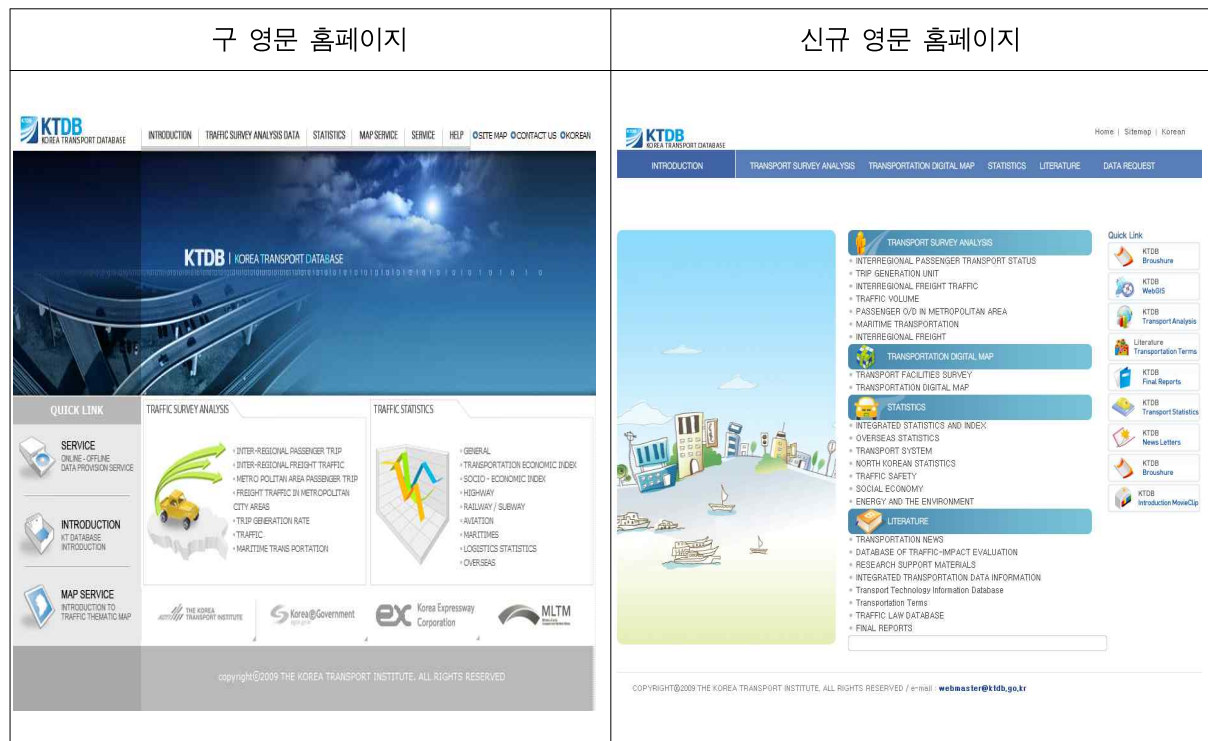 구 영문 홈페이지
신규 영문 홈페이지
KTDB
KOREA TRANSPORT DATABASE
INTRODUCTION TRAFFIC SURVEY ANALYSIS DATA STATISTICS MAP SERVICE SERVICE HELP SITE MAP CONTACT US KOREAN
KTDB KOREA TRANSPORT DATABASE
QUICK LINK
SERVICE
ONLINE - OFFLINE
DATA PROVISION SERVICE
INTRODUCTION
KT DATABASE
INTRODUCTION
MAP SERVICE
INTRODUCTION TO
TRAFFIC THEMATIC MAP
TRAFFIC SURVEY ANALYSIS
INTER-REGIONAL PASSENGER TRIP
INTER-REGIONAL FREIGHT TRAFFIC
METRO POLITAN AREA PASSENGER TRIP
FREIGHT TRAFFIC IN METROPOLITAN
CITY AREAS
TRIP GENERATION RATE
TRAFFIC
MARITIME TRANS PORTATION
TRAFFIC STATISTICS
GENERAL
TRANSPORTATION ECONOMIC INDEX
SOCIO - ECONOMIC INDEX
HIGHWAY
RAILWAY / SUBWAY
AVIATION
MARITIMES
LOGISTICS STATISTICS
OVERSEAS
THE KOREA
TRANSPORT INSTITUTE
Korea@Government
ex Korea Expressway
Corporation
MLTM
copyright©2009 THE KOREA TRANSPORT INSTITUTE. ALL RIGHTS RESERVED
KTDB
KOREA TRANSPORT DATABASE
Home | Sitemap | Korean
INTRODUCTION TRANSPORT SURVEY ANALYSIS TRANSPORTATION DIGITAL MAP STATISTICS LITERATURE DATA REQUEST
TRANSPORT SURVEY ANALYSIS
INTERREGIONAL PASSENGER TRANSPORT STATUS
TRIP GENERATION UNIT
INTERREGIONAL FREIGHT TRAFFIC
TRAFFIC VOLUME
PASSENGER O/D IN METROPOLITAN AREA
MARITIME TRANSPORTATION
INTERREGIONAL FREIGHT
TRANSPORTATION DIGITAL MAP
TRANSPORT FACILITIES SURVEY
TRANSPORTATION DIGITAL MAP
STATISTICS
INTEGRATED STATISTICS AND INDEX
OVERSEAS STATISTICS
TRANSPORT SYSTEM
NORTH KOREAN STATISTICS
TRAFFIC SAFETY
SOCIAL ECONOMY
ENERGY AND THE ENVIRONMENT
LITERATURE
TRANSPORTATION NEWS
DATABASE OF TRAFFIC-IMPACT EVALUATION
RESEARCH SUPPORT MATERIALS
INTEGRATED TRANSPORTATION DATA INFORMATION
Transport Technology Information Database
Transportation Terms
TRAFFIC LAW DATABASE
FINAL REPORTS
Quick Link
KTDB
Broushure
KTDB
WebGIS
KTDB
Transport Analysis
Literature
Transportation Terms
KTDB
Final Reports
KTDB
Transport Statistics
KTDB
News Letters
KTDB
Broushure
KTDB
Introduction MovieClip
COPYRIGHT©2009 THE KOREA TRANSPORT INSTITUTE, ALL RIGHTS RESERVED / e-mail : webmaster@ktdb.go.kr